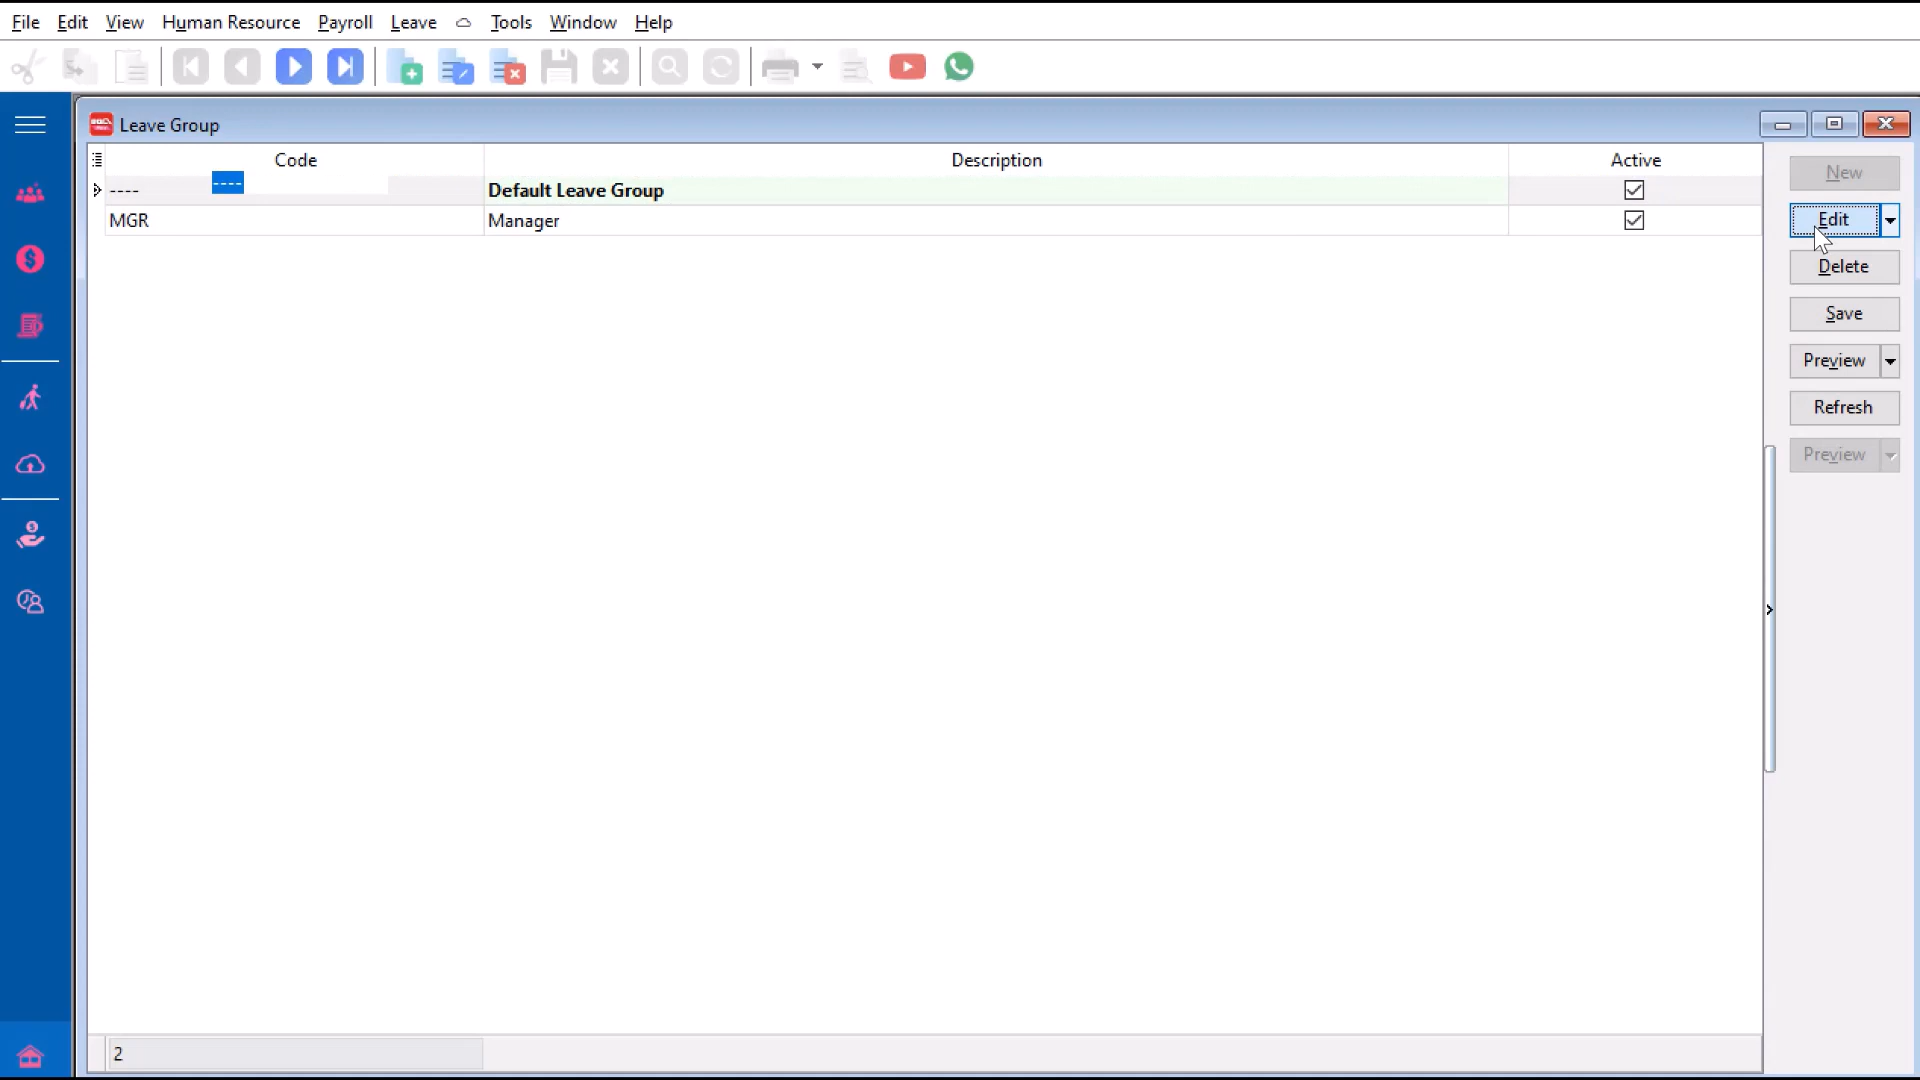 File Edit View Human Resource Payroll Leave Tools Window Help
Leave Group
Code Description Active
---- ---- Default Leave Group
MGR Manager
2
New
Edit
Delete
Save
Preview
Refresh
Preview